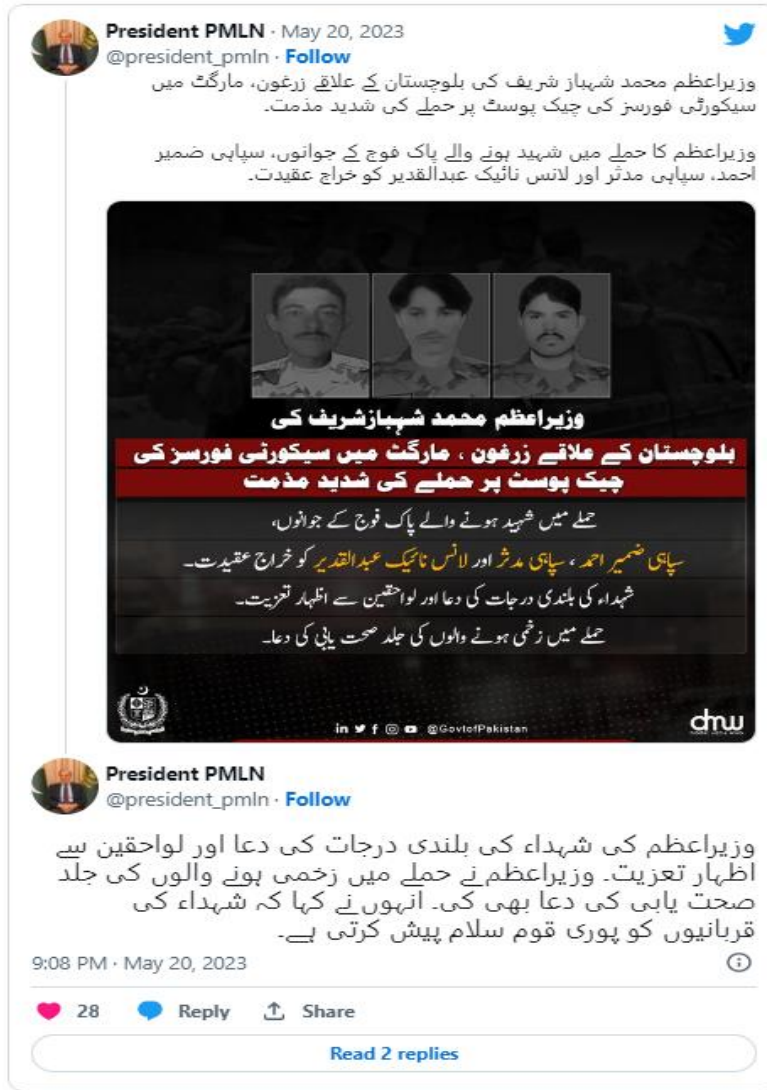 President PMLN · May 20, 2023
@president_pmln · Follow
وزیراعظم محمد شہباز شریف کی بلوچستان کے علاقے زرغون، مارگٹ میں
سیکورٹی فورسز کی چیک پوسٹ پر حملے کی شدید مذمت۔
وزیراعظم کا حملے میں شہید ہونے والے پاک فوج کے جوانوں، سپاہی ضمیر
احمد، سپاہی مدثر اور لانس نائیک عبدالقدیر کو خراج عقیدت۔
وزیراعظم محمد شہبازشریف کی
بلوچستان کے علاقے زرغون ، مارگٹ میں سیکورٹی فورسز کی
چیک پوسٹ پر حملے کی شدید مذمت
حملے میں شہید ہونے والے پاک فوج کے جوانوں،
سپاہی ضمیر احمد ، سپاہی مدثر اور لانس نائیک عبدالقدیر کو خراج عقیدت۔
شہداء کی بلندی درجات کی دعا اور لواحقین سے اظہار تعزیت۔
حملے میں زخمی ہونے والوں کی جلد صحت یابی کی دعا۔
@GovtofPakistan
dmw
President PMLN
@president_pmln · Follow
وزیراعظم کی شہداء کی بلندی درجات کی دعا اور لواحقین سے
اظہار تعزیت۔ وزیراعظم نے حملے میں زخمی ہونے والوں کی جلد
صحت یابی کی دعا بھی کی۔ انہوں نے کہا کہ شہداء کی
قربانیوں کو پوری قوم سلام پیش کرتی ہے۔
9:08 PM · May 20, 2023
28 Reply Share
Read 2 replies